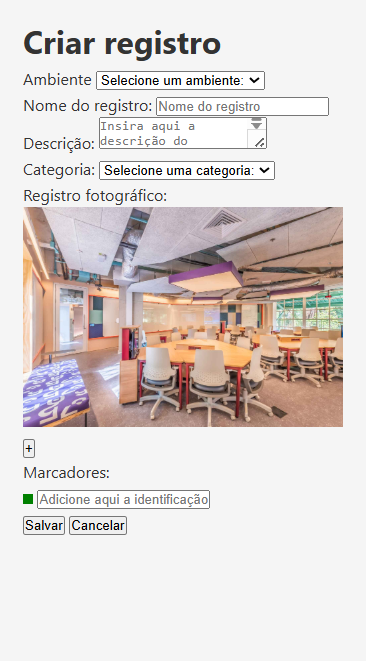 Criar registro
Ambiente Selecione um ambiente:
Nome do registro: Nome do registro
Descrição: Insira aqui a
descrição do
Categoria: Selecione uma categoria:
Registro fotográfico:
+
Marcadores:
Adicione aqui a identificação
Salvar Cancelar